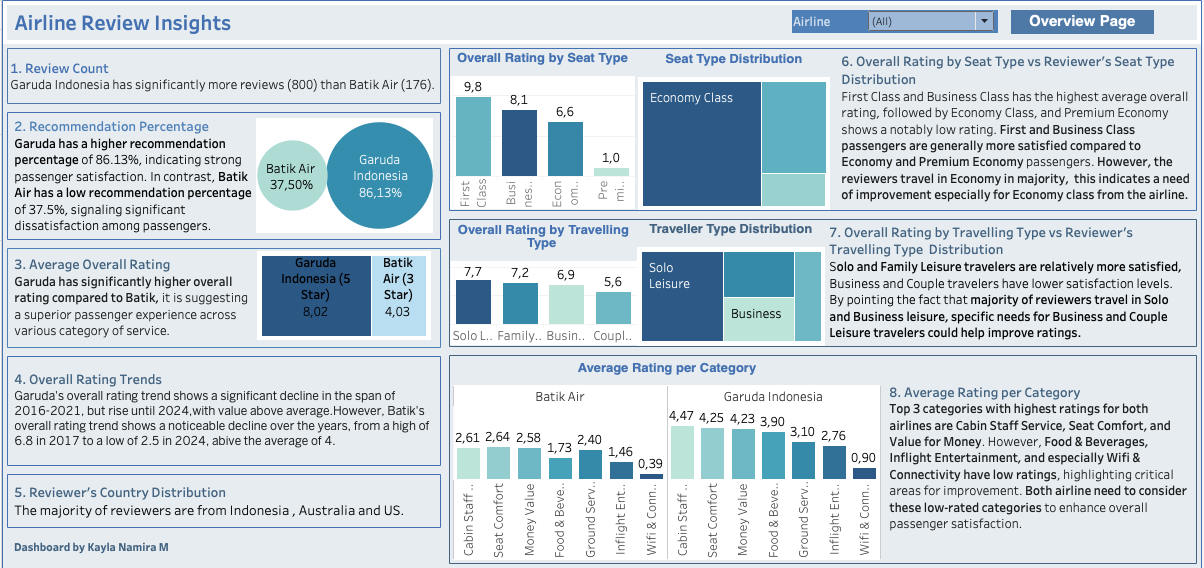 Airline Review Insights
Airline
(All)
Overview Page
1. Review Count
Garuda Indonesia has significantly more reviews (800) than Batik Air (176).
2. Recommendation Percentage
Garuda has a higher recommendation
percentage of 86.13%, indicating strong
passenger satisfaction. In contrast, Batik
Air has a low recommendation percentage
of 37.5%, signaling significant
dissatisfaction among passengers.
Batik Air
37,50%
Garuda
Indonesia
86,13%
3. Average Overall Rating
Garuda has significantly higher overall
rating compared to Batik, it is suggesting
a superior passenger experience across
various category of service.
Garuda
Indonesia (5
Star)
8,02
Batik
Air (3
Star)
4,03
4. Overall Rating Trends
Garuda's overall rating trend shows a significant decline in the span of
2016-2021, but rise until 2024,with value above average.However, Batik's
overall rating trend shows a noticeable decline over the years, from a high of
6.8 in 2017 to a low of 2.5 in 2024, abive the average of 4.
5. Reviewer's Country Distribution
The majority of reviewers are from Indonesia , Australia and US.
Dashboard by Kayla Namira M
Overall Rating by Seat Type
9,8
8,1
6,6
1,0
First
Class
Busi
nes..
Econ
om..
Pre
mi..
Seat Type Distribution
Economy Class
6. Overall Rating by Seat Type vs Reviewer's Seat Type
Distribution
First Class and Business Class has the highest average overall
rating, followed by Economy Class, and Premium Economy
shows a notably low rating. First and Business Class
passengers are generally more satisfied compared to
Economy and Premium Economy passengers. However, the
reviewers travel in Economy in majority, this indicates a need
of improvement especially for Economy class from the airline.
Overall Rating by Travelling
Type
7,7
7,2
6,9
5,6
Solo L..
Family..
Busin..
Coupl..
Traveller Type Distribution
Solo
Leisure
Business
7. Overall Rating by Travelling Type vs Reviewer's
Travelling Type Distribution
Solo and Family Leisure travelers are relatively more satisfied,
Business and Couple travelers have lower satisfaction levels.
By pointing the fact that majority of reviewers travel in Solo
and Business leisure, specific needs for Business and Couple
Leisure travelers could help improve ratings.
Average Rating per Category
Batik Air
2,61
2,64
2,58
1,73
2,40
1,46
0,39
Cabin Staff ..
Seat Comfort
Money Value
Food & Beve..
Ground Serv..
Inflight Ent..
Wifi & Conn..
Garuda Indonesia
4,47
4,25
4,23
3,90
3,10
2,76
0,90
Cabin Staff ..
Seat Comfort
Money Value
Food & Beve..
Ground Serv..
Inflight Ent..
Wifi & Conn..
8. Average Rating per Category
Top 3 categories with highest ratings for both
airlines are Cabin Staff Service, Seat Comfort, and
Value for Money. However, Food & Beverages,
Inflight Entertainment, and especially Wifi &
Connectivity have low ratings, highlighting critical
areas for improvement. Both airline need to consider
these low-rated categories to enhance overall
passenger satisfaction.